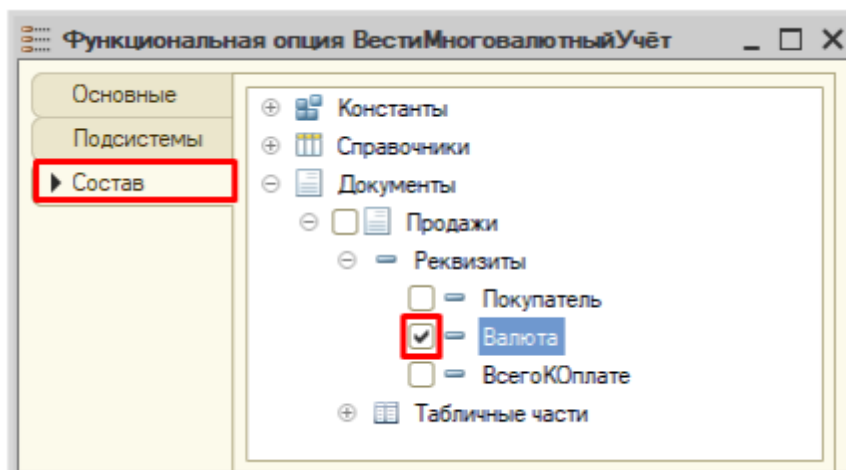 Функциональная опция ВестиМноговалютныйУчёт
Основные
Подсистемы
Состав
Константы
Справочники
Документы
Продажи
Реквизиты
Покупатель
Валюта
ВсегоКОплате
Табличные части